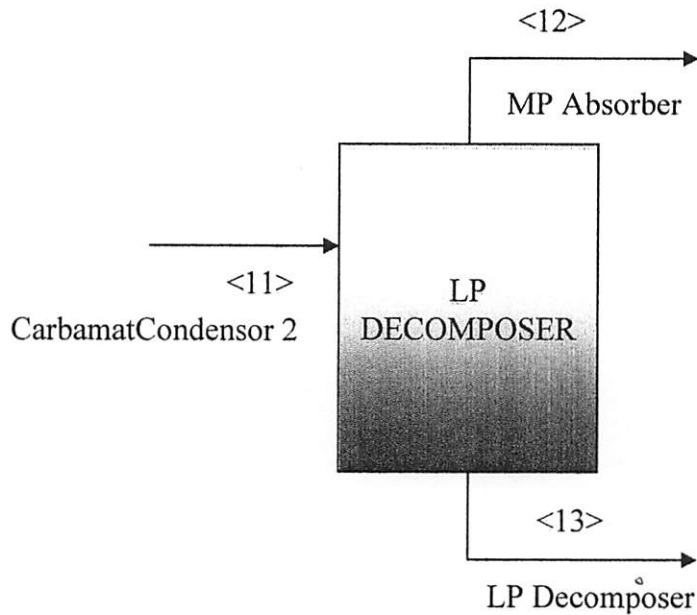 <12>
MP Absorber
<11>
CarbamatCondensor 2
LP
DECOMPOSER
<13>
LP Decomposer